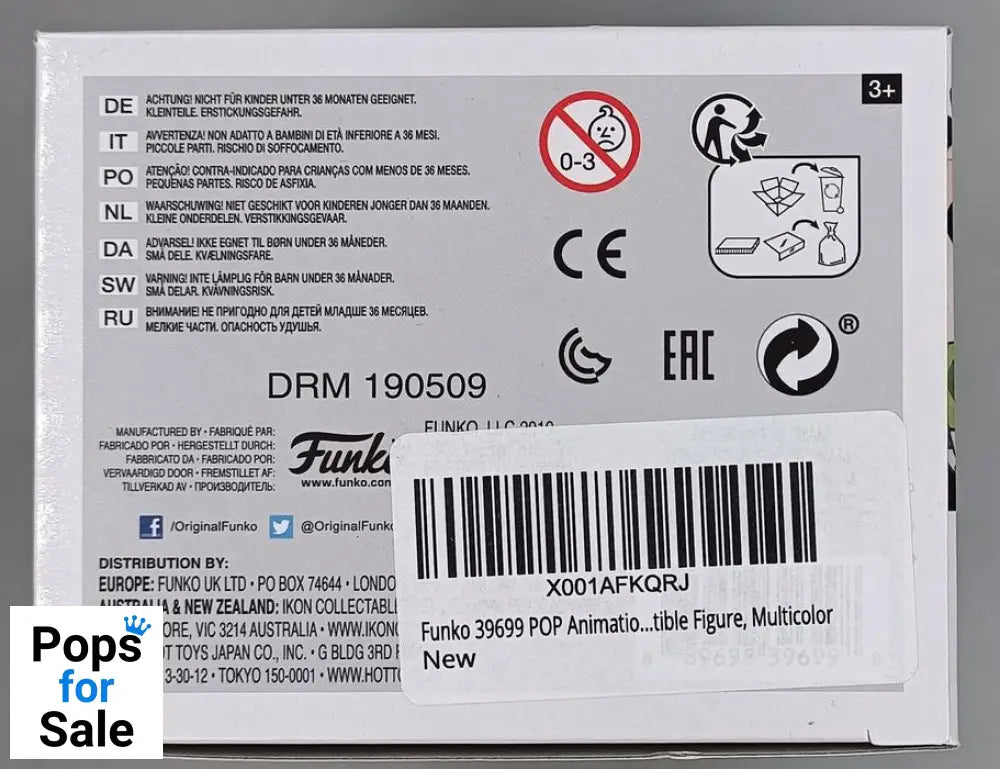 3+
DE ACHTUNG! NICHT FÜR KINDER UNTER 36 MONATEN GEEIGNET.
KLEINTEILE. ERSTICKUNGSGEFAHR.
IT AVVERTENZA! NON ADATTO A BAMBINI DI ETÀ INFERIORE A 36 MESI.
PICCOLE PARTI. RISCHIO DI SOFFOCAMENTO.
PO ATENÇÃO! CONTRA-INDICADO PARA CRIANÇAS COM MENOS DE 36 MESES.
PEQUENAS PARTES. RISCO DE ASFIXIA.
NL WAARSCHUWING! NIET GESCHIKT VOOR KINDEREN JONGER DAN 36 MAANDEN.
KLEINE ONDERDELEN. VERSTIKKINGSGEVAAR.
DA ADVARSEL! IKKE EGNET TIL BØRN UNDER 36 MÅNEDER.
SMÅ DELE. KVÆLNINGSFARE.
SW VARNING! INTE LÄMPLIG FÖR BARN UNDER 36 MÅNADER.
SMÅ DELAR. KVÄVNINGSRISK.
RU ВНИМАНИЕ! НЕ ПРИГОДНО ДЛЯ ДЕТЕЙ МЛАДШЕ 36 МЕСЯЦЕВ.
МЕЛКИЕ ЧАСТИ. ОПАСНОСТЬ УДУШЬЯ.
0-3
CE
EAC
®
DRM 190509
MANUFACTURED BY • FABRIQUÉ PAR:
FABRICADO POR • HERGESTELLT DURCH:
FABBRICATO DA • FABRICADO POR:
VERVAARDIGD DOOR • FREMSTILLET AF:
TILLVERKAD AV • ПРОИЗВОДИТЕЛЬ:
Funk
www.funko.con
FUNKO, LLC 2019
/OriginalFunko @OriginalFunko
DISTRIBUTION BY:
EUROPE: FUNKO UK LTD • PO BOX 74644 • LONDO
AUSTRALIA & NEW ZEALAND: IKON COLLECTABL
ORE, VIC 3214 AUSTRALIA • WWW.IKON
OT TOYS JAPAN CO., INC. • G BLDG 3RD F
3-30-12 • TOKYO 150-0001 • WWW.HOTT
X001AFKQRJ
Funko 39699 POP Animatio...tible Figure, Multicolor
New
Pops
for
Sale